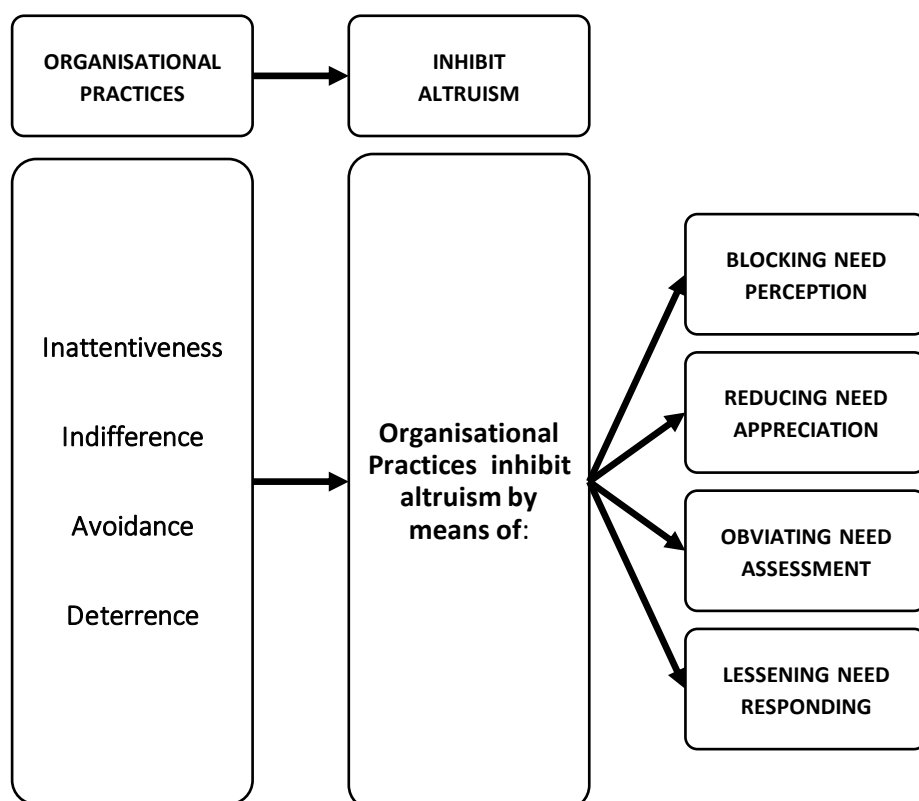 ORGANISATIONAL
PRACTICES
INHIBIT
ALTRUISM
Inattentiveness
Indifference
Avoidance
Deterrence
Organisational
Practices inhibit
altruism by
means of:
BLOCKING NEED
PERCEPTION
REDUCING NEED
APPRECIATION
OBVIATING NEED
ASSESSMENT
LESSENING NEED
RESPONDING